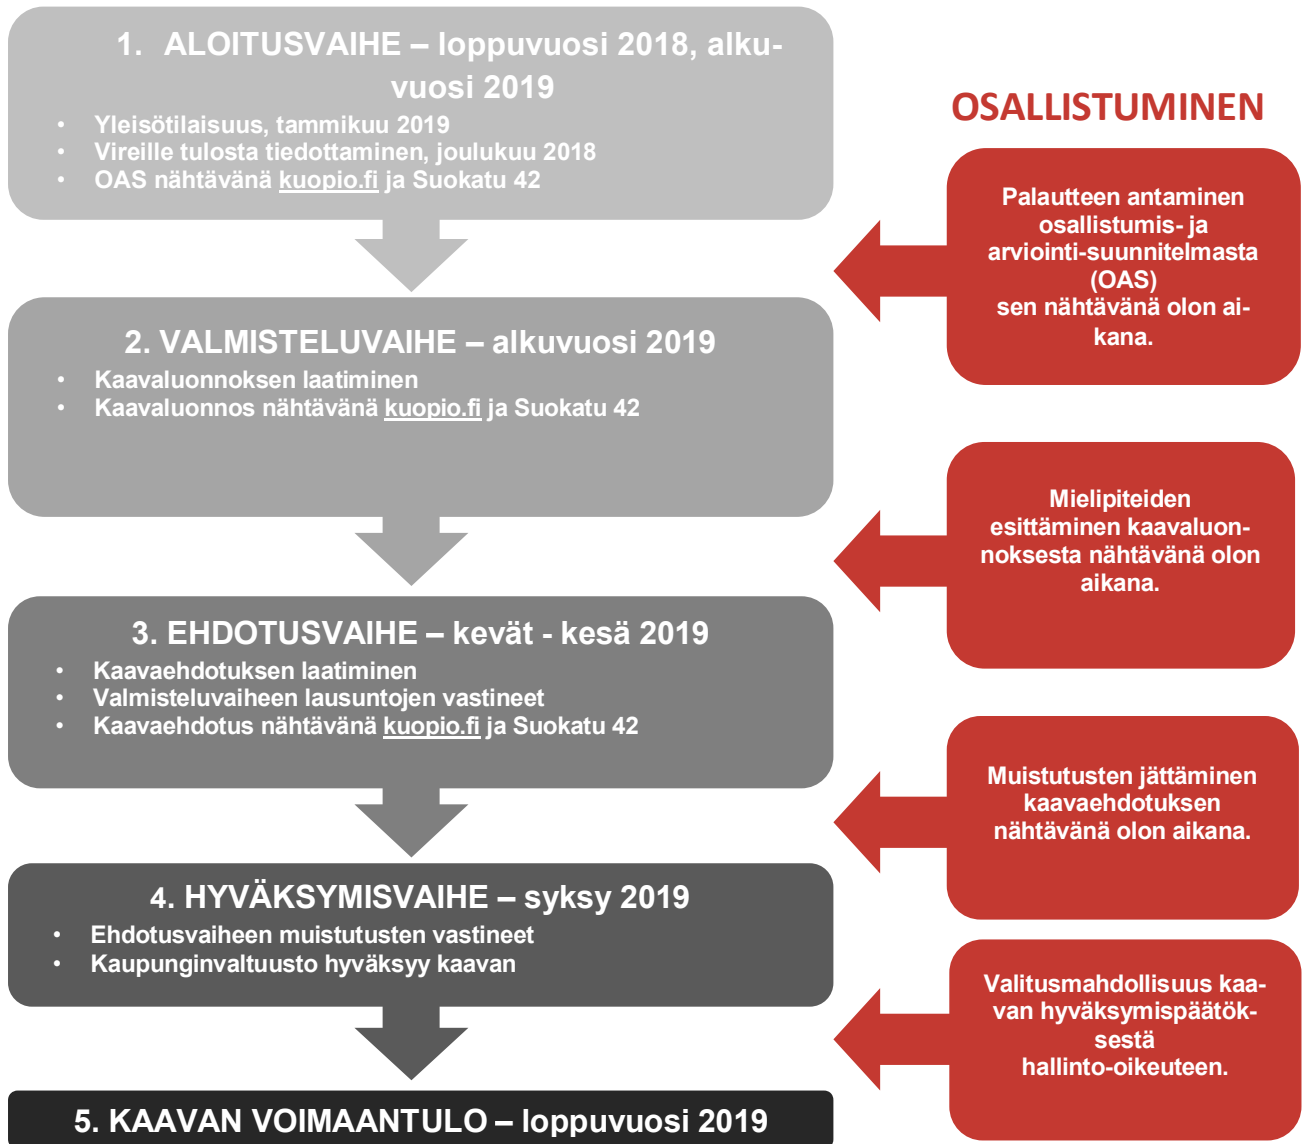 1. ALOITUSVAIHE – loppuvuosi 2018, alku-
vuosi 2019
• Yleisötilaisuus, tammikuu 2019
• Vireille tulosta tiedottaminen, joulukuu 2018
• OAS nähtävänä kuopio.fi ja Suokatu 42
OSALLISTUMINEN
Palautteen antaminen
osallistumis- ja
arviointi-suunnitelmasta
(OAS)
sen nähtävänä olon ai-
kana.
2. VALMISTELUVAIHE – alkuvuosi 2019
• Kaavaluonnoksen laatiminen
• Kaavaluonnos nähtävänä kuopio.fi ja Suokatu 42
Mielipiteiden
esittäminen kaavaluon-
noksesta nähtävänä olon
aikana.
3. EHDOTUSVAIHE – kevät - kesä 2019
• Kaavaehdotuksen laatiminen
• Valmisteluvaiheen lausuntojen vastineet
• Kaavaehdotus nähtävänä kuopio.fi ja Suokatu 42
Muistutusten jättäminen
kaavaehdotuksen
nähtävänä olon aikana.
4. HYVÄKSYMISVAIHE – syksy 2019
• Ehdotusvaiheen muistutusten vastineet
• Kaupunginvaltuusto hyväksyy kaavan
Valitusmahdollisuus kaa-
van hyväksymispäätök-
sestä
hallinto-oikeuteen.
5. KAAVAN VOIMAANTULO – loppuvuosi 2019